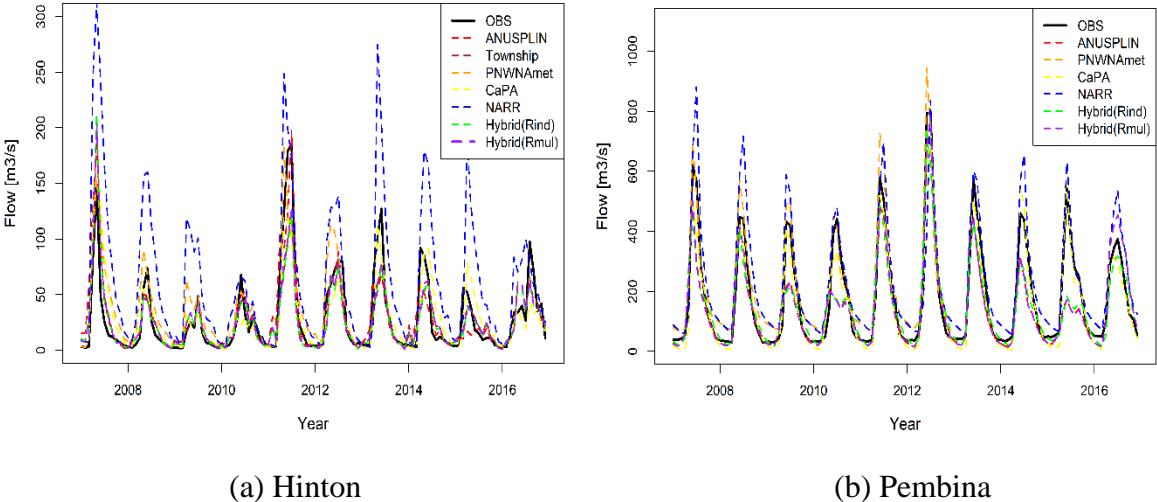 OBS
ANUSPLIN
Township
PNWNAmet
CaPA
NARR
Hybrid(Rind)
Hybrid(Rmul)
Flow [m3/s]
300
250
200
150
100
50
0
2008 2010 2012 2014 2016
Year
(a) Hinton
OBS
ANUSPLIN
PNWNAmet
CaPA
NARR
Hybrid(Rind)
Hybrid(Rmul)
Flow [m3/s]
1000
800
600
400
200
0
2008 2010 2012 2014 2016
Year
(b) Pembina